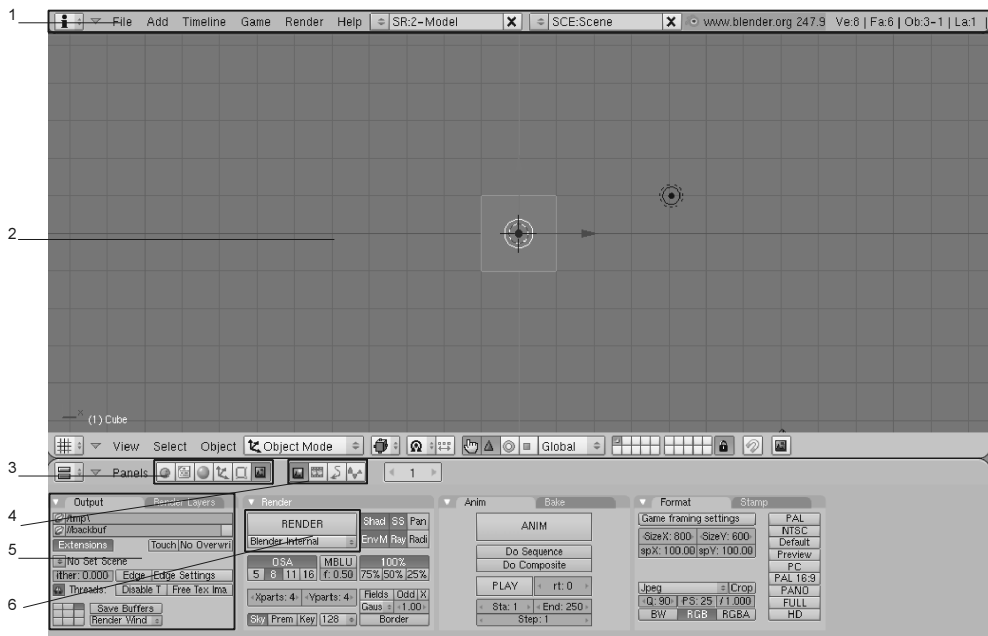 1
File Add Timeline Game Render Help SR:2-Model X SCE:Scene X www.blender.org 247.9 Ve:8 | Fa:6 | Ob:3-1 | La:1 |
2
(1) Cube
View Select Object Object Mode Global
3
Panels 1
4
5
6
Output Render Layers
/tmp\
//backbuf
Extensions Touch No Overwri
No Set Scene
ither: 0.000 Edge Edge Settings
Threads: Disable T Free Tex Ima
Save Buffers
Render Wind
Render
RENDER
Blender Internal
Shad SS Pan
EnvM Ray Radi
OSA MBLU 100%
5 8 11 16 f: 0.50 75% 50% 25%
Xparts: 4 Yparts: 4 Fields Odd X
Gaus 1.00
Sky Prem Key 128 Border
Anim Bake
ANIM
Do Sequence
Do Composite
PLAY rt: 0
Sta: 1 End: 250
Step: 1
Format Stamp
Game framing settings
SizeX: 800 SizeY: 600
spX: 100.00 spY: 100.00
Jpeg Crop
Q: 90 PS: 25 / 1.000
BW RGB RGBA
PAL
NTSC
Default
Preview
PC
PAL 16:9
PANO
FULL
HD